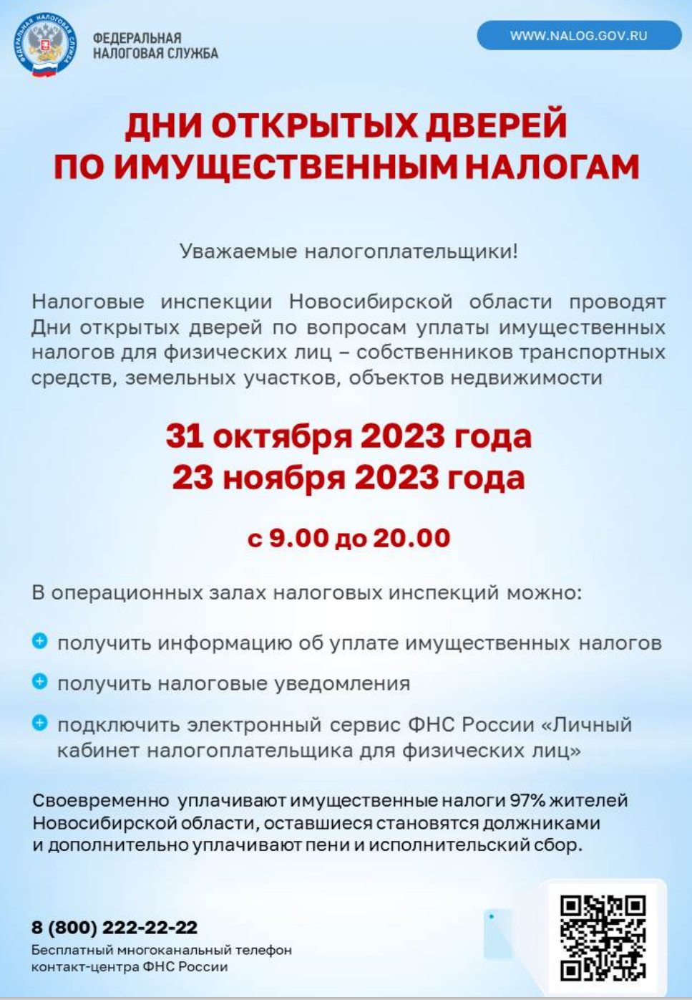 ФЕДЕРАЛЬНАЯ НАЛОГОВАЯ СЛУЖБА
ФЕДЕРАЛЬНАЯ
НАЛОГОВАЯ СЛУЖБА
WWW.NALOG.GOV.RU
ДНИ ОТКРЫТЫХ ДВЕРЕЙ
ПО ИМУЩЕСТВЕННЫМ НАЛОГАМ
Уважаемые налогоплательщики!
Налоговые инспекции Новосибирской области проводят
Дни открытых дверей по вопросам уплаты имущественных
налогов для физических лиц – собственников транспортных
средств, земельных участков, объектов недвижимости
31 октября 2023 года
23 ноября 2023 года
с 9.00 до 20.00
В операционных залах налоговых инспекций можно:
получить информацию об уплате имущественных налогов
получить налоговые уведомления
подключить электронный сервис ФНС России «Личный
кабинет налогоплательщика для физических лиц»
Своевременно уплачивают имущественные налоги 97% жителей
Новосибирской области, оставшиеся становятся должниками
и дополнительно уплачивают пени и исполнительский сбор.
8 (800) 222-22-22
Бесплатный многоканальный телефон
контакт-центра ФНС России